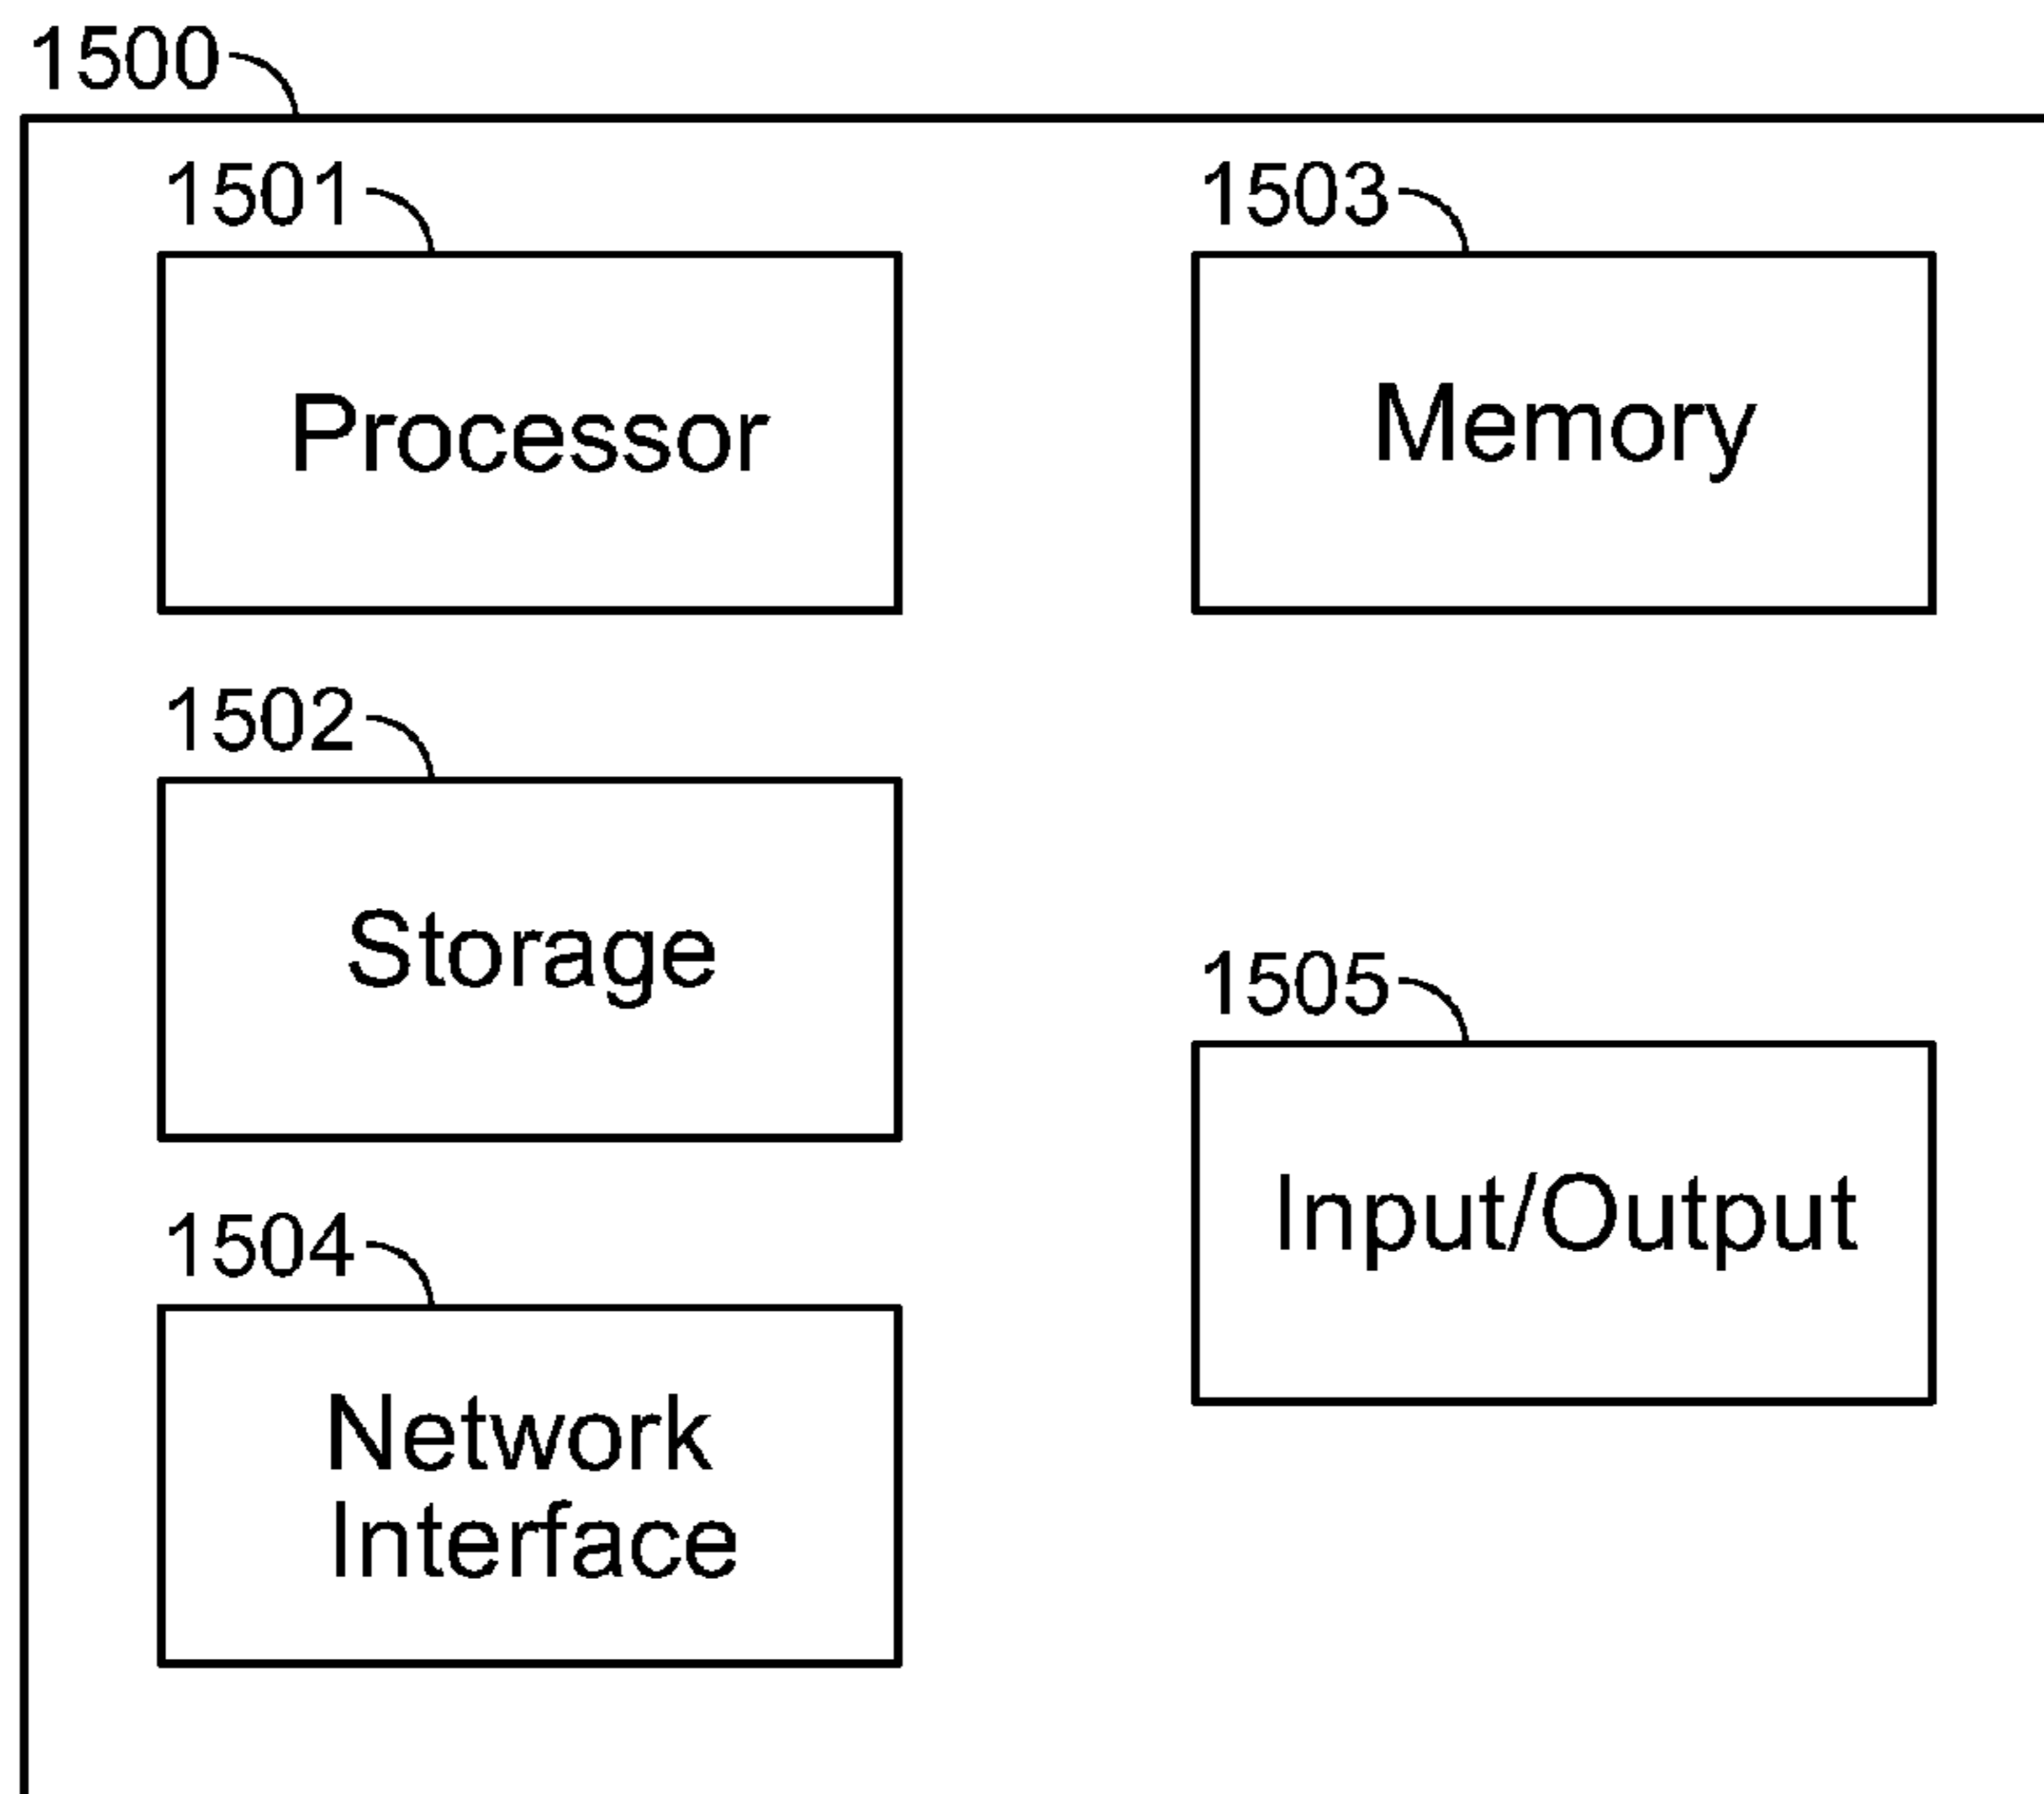 1500
1501
Processor
1503
Memory
1502
Storage
1505
Input/Output
1504
Network
Interface